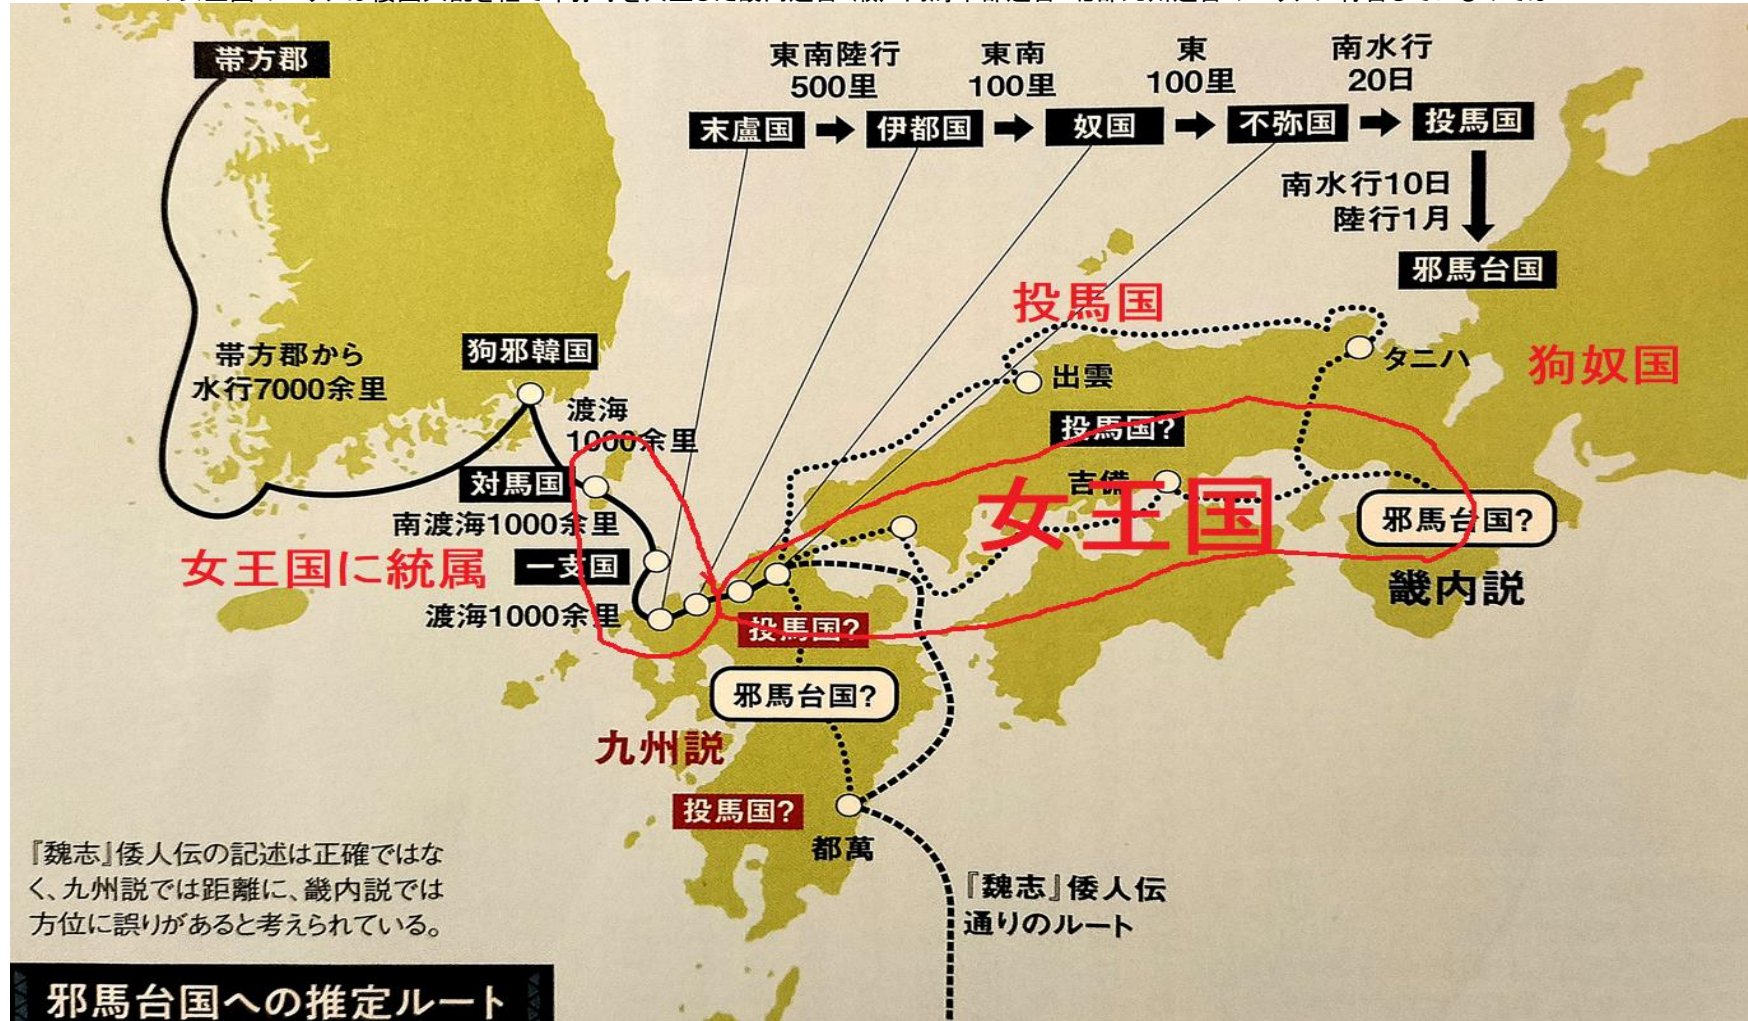 帯方郡
東南陸行
500里
東南
100里
東
100里
南水行
20日
末盧国
伊都国
奴国
不弥国
投馬国
南水行10日
陸行1月
邪馬台国
投馬国
狗奴国
帯方郡から
水行7000余里
狗邪韓国
渡海
1000余里
出雲
タニハ
投馬国?
対馬国
南渡海1000余里
吉備
女王国
邪馬台国?
畿内説
女王国に統属
一支国
渡海1000余里
投馬国?
邪馬台国?
九州説
投馬国?
都萬
『魏志』倭人伝の記述は正確ではな
く、九州説では距離に、畿内説では
方位に誤りがあると考えられている。
『魏志』倭人伝
通りのルート
邪馬台国への推定ルート